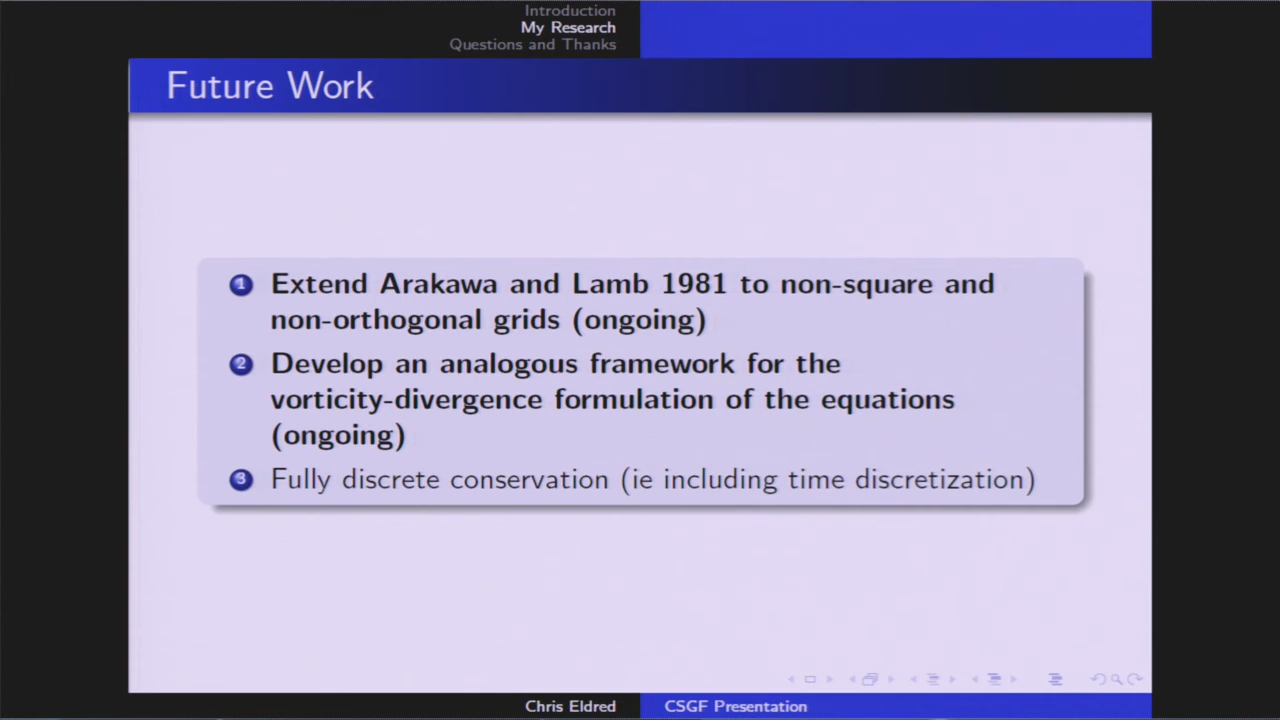 Introduction
My Research
Questions and Thanks
Future Work
1 Extend Arakawa and Lamb 1981 to non-square and
non-orthogonal grids (ongoing)
2 Develop an analogous framework for the
vorticity-divergence formulation of the equations
(ongoing)
3 Fully discrete conservation (ie including time discretization)
Chris Eldred
CSGF Presentation